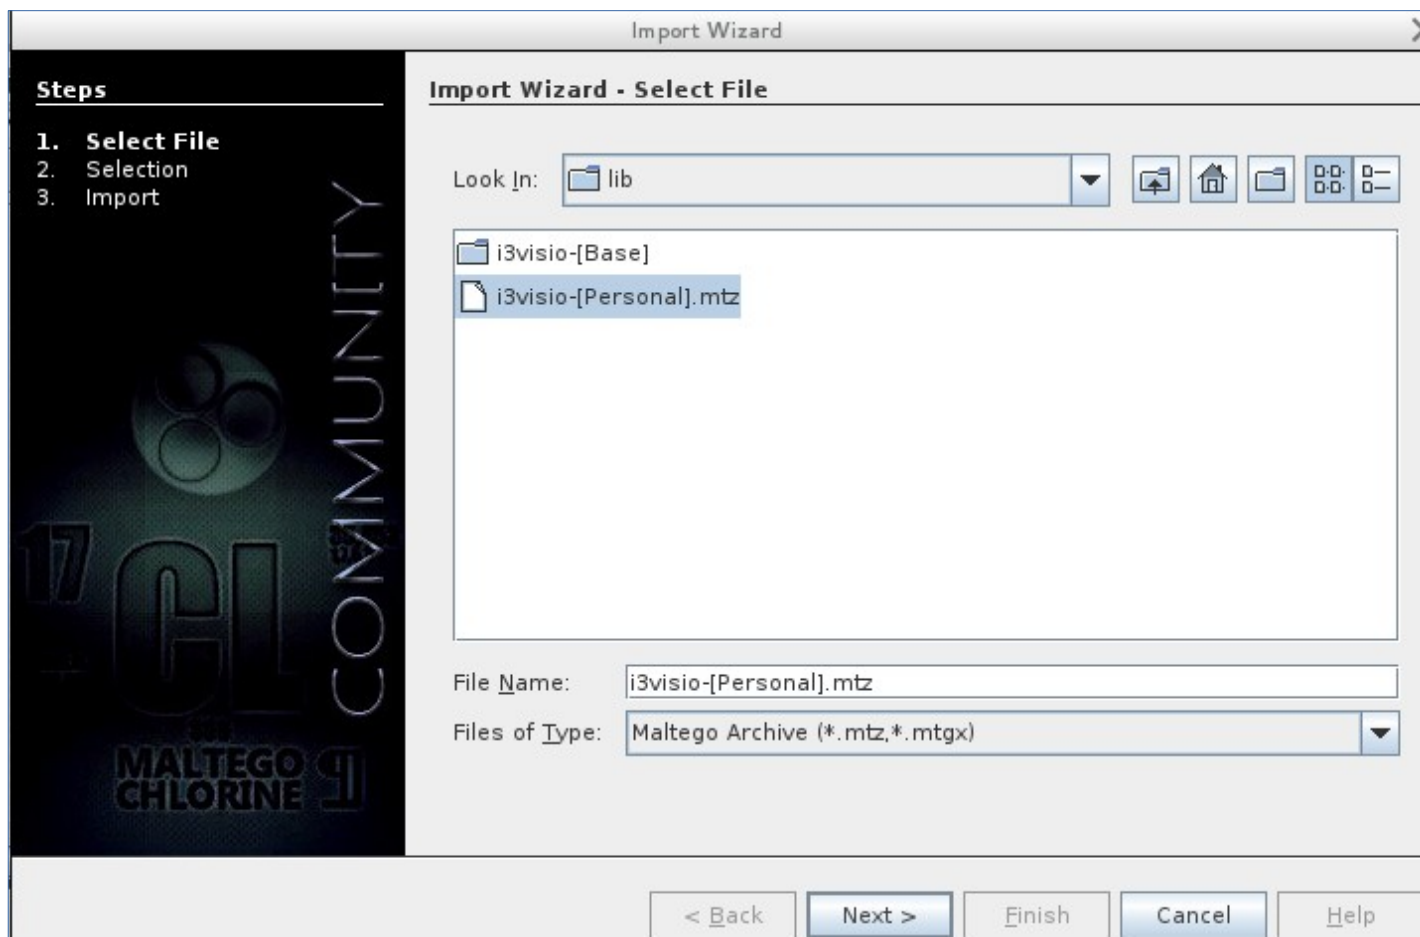 Import Wizard
Steps
1. Select File
2. Selection
3. Import
COMMUNITY
17
CL
MALTEGO
CHLORINE
Import Wizard - Select File
Look In: lib
i3visio-[Base]
i3visio-[Personal].mtz
File Name: i3visio-[Personal].mtz
Files of Type: Maltego Archive (*.mtz,*.mtgx)
< Back Next > Finish Cancel Help